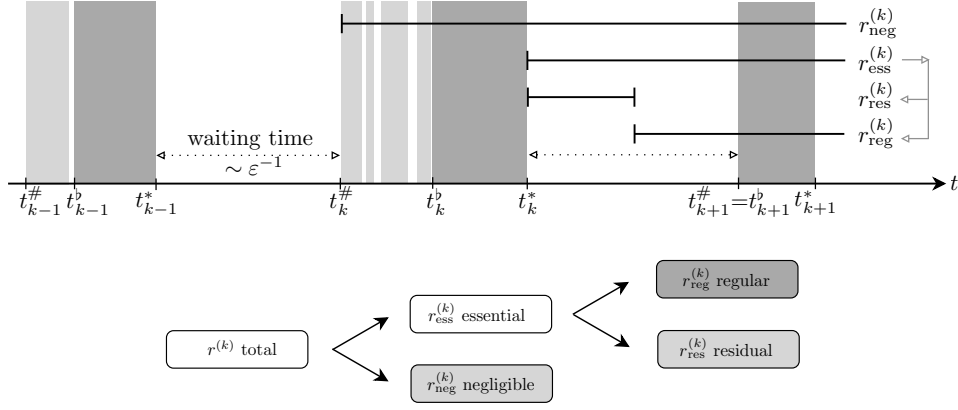 r_neg^(k)
r_ess^(k)
r_res^(k)
r_reg^(k)
waiting time
∼ ε⁻¹
t
t_{k−1}^# t_{k−1}^♭ t_{k−1}^* t_k^# t_k^♭ t_k^* t_{k+1}^#=t_{k+1}^♭ t_{k+1}^*
r_reg^(k) regular
r_ess^(k) essential
r^(k) total
r_res^(k) residual
r_neg^(k) negligible